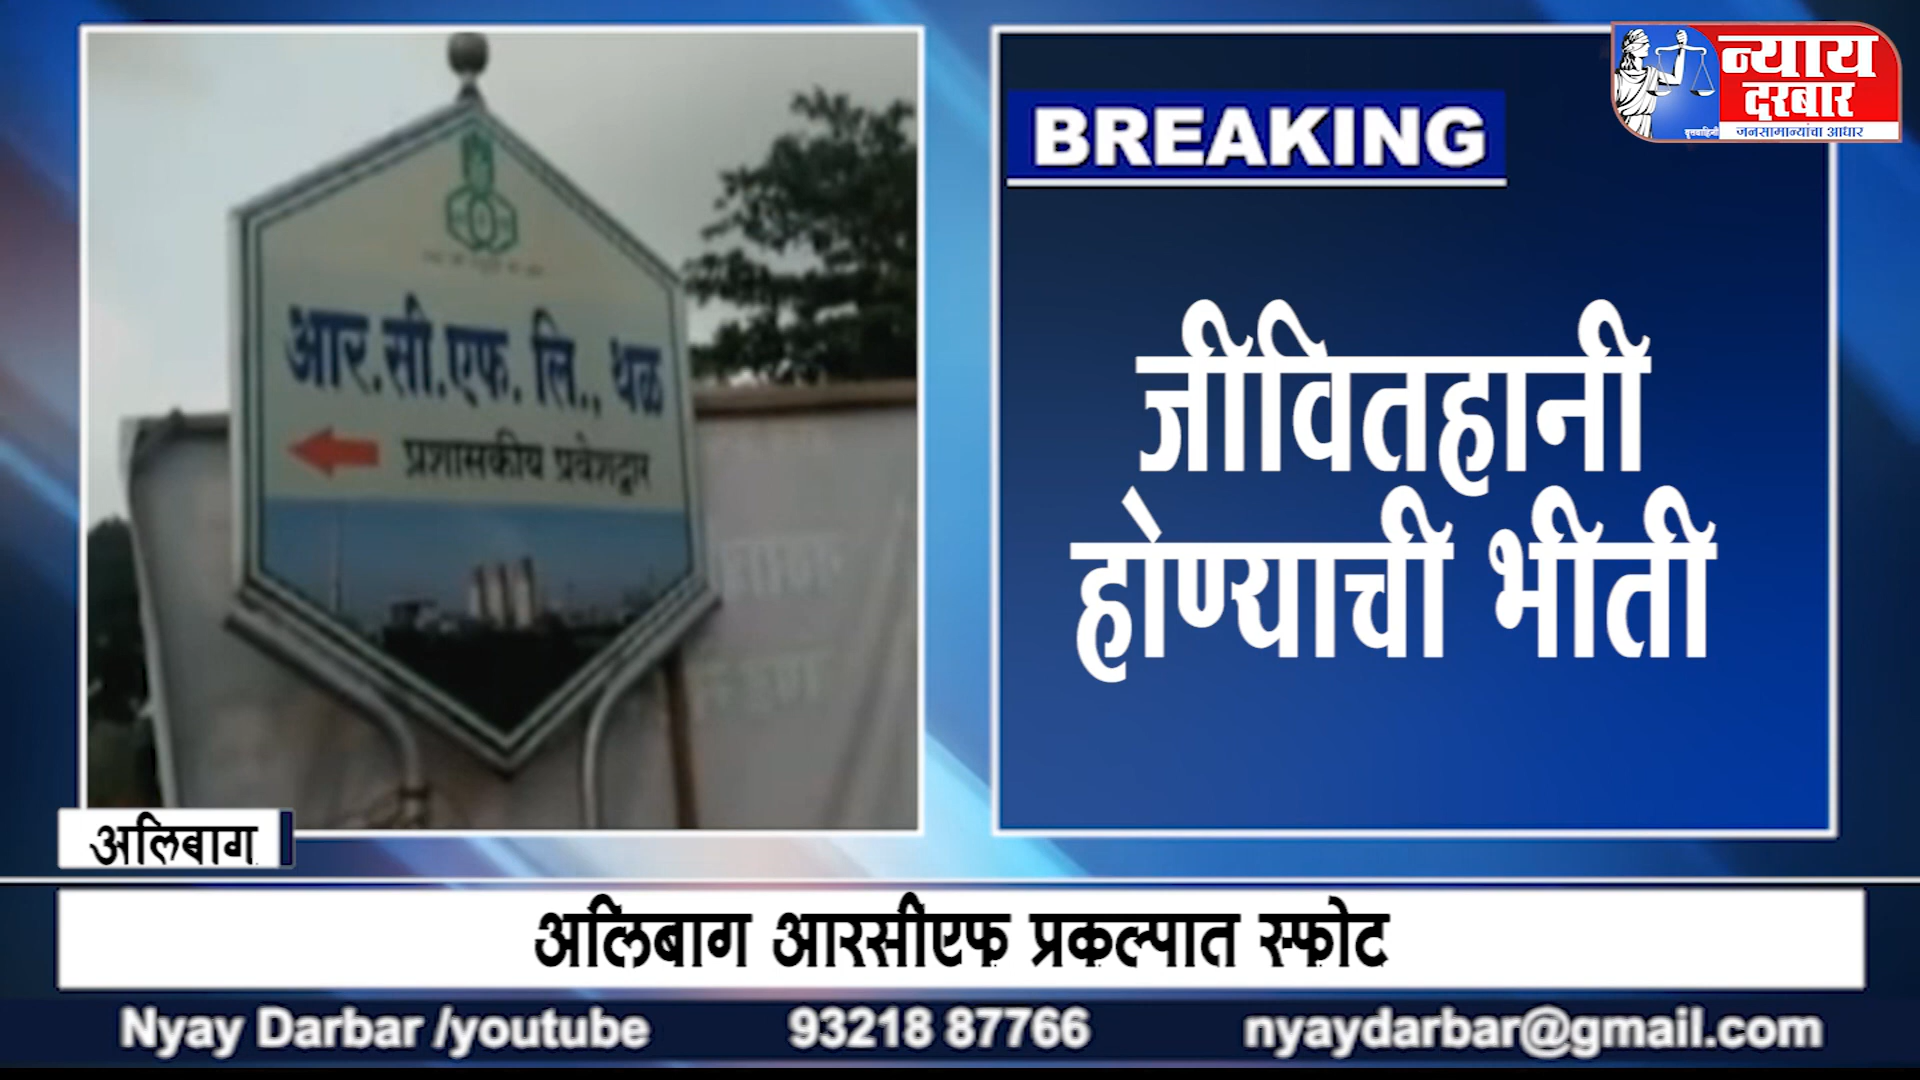 आर.सी.एफ. लि., थळ
प्रशासकीय प्रवेशद्वार
BREAKING
न्याय
दरबार
वृत्तवाहिनी
जनसामान्यांचा आधार
जीवितहानी
होण्याची भीती
अलिबाग
अलिबाग आरसीएफ प्रकल्पात स्फोट
Nyay Darbar /youtube 93218 87766 nyaydarbar@gmail.com